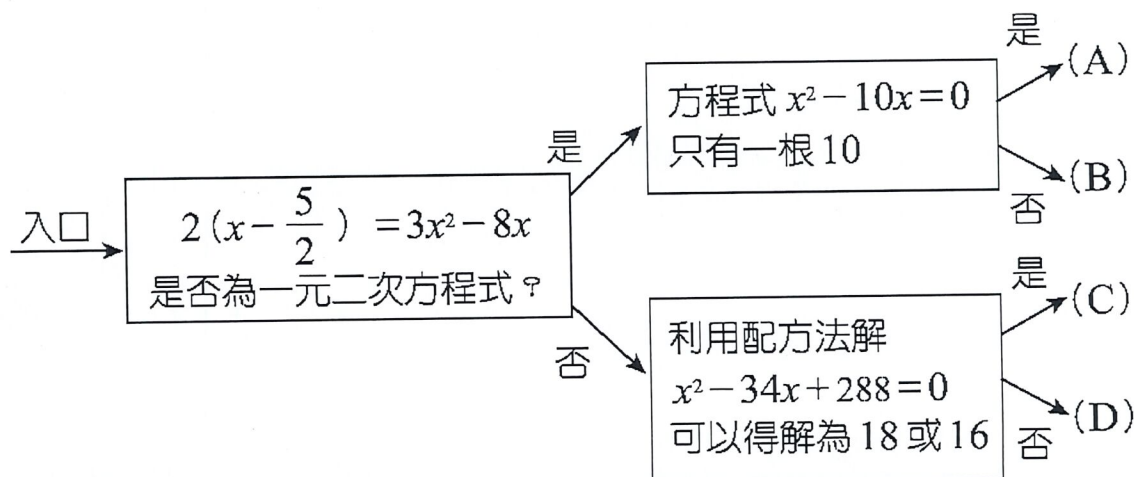 入口
2(x－5/2) ＝3x²－8x
是否為一元二次方程式？
是
否
方程式 x²－10x＝0
只有一根 10
是
(A)
(B)
否
利用配方法解
x²－34x＋288＝0
可以得解為 18 或 16
是
(C)
(D)
否